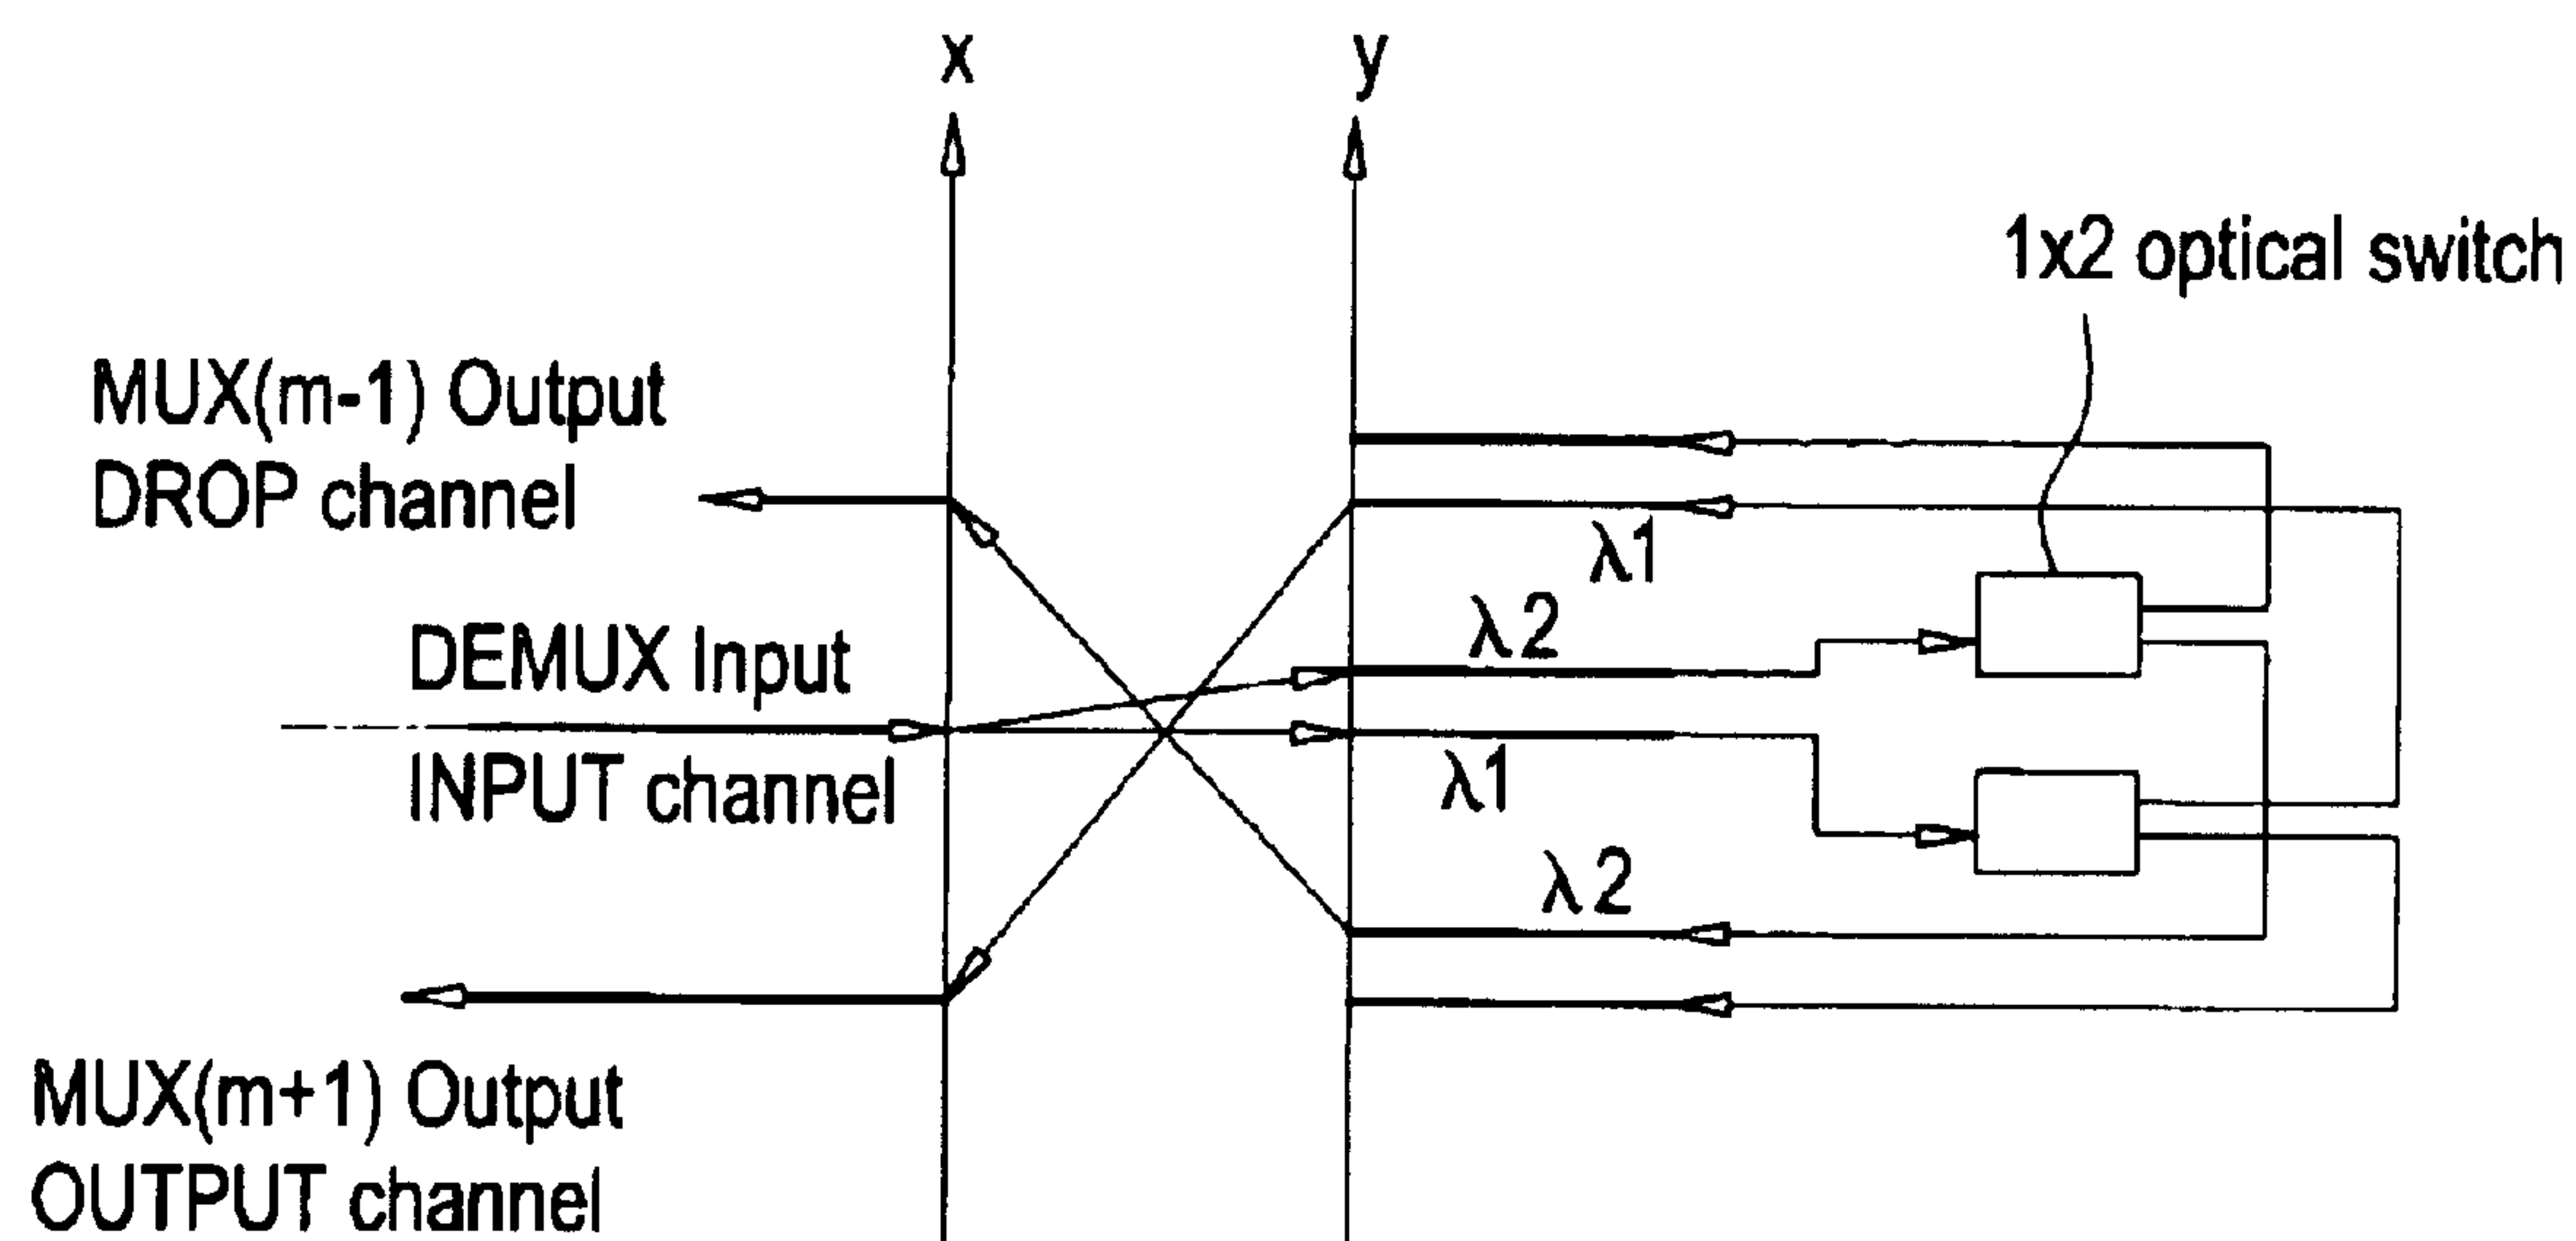 x
y
1x2 optical switch
MUX(m-1) Output
DROP channel
λ1
λ2
DEMUX Input
INPUT channel
λ1
λ2
MUX(m+1) Output
OUTPUT channel